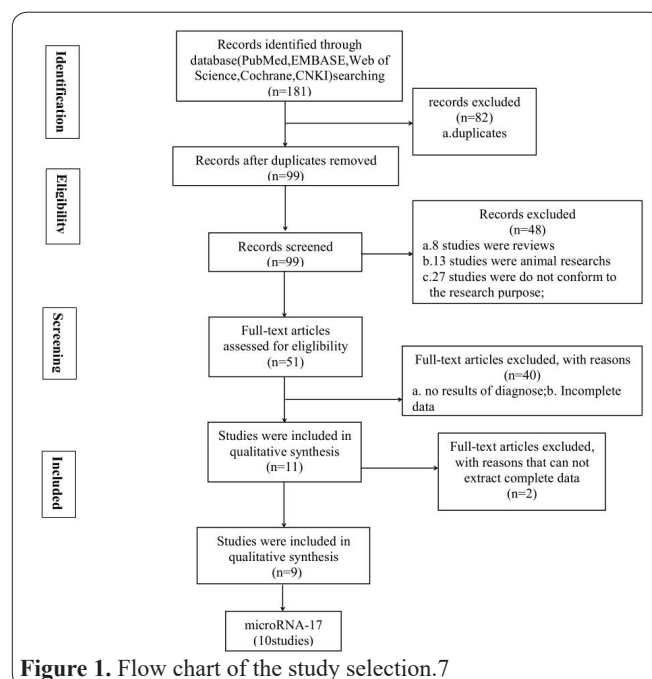 Records identified through
database(PubMed,EMBASE,Web of
Science,Cochrane,CNKI)searching
(n=181)
Identification
records excluded
(n=82)
a.duplicates
Records after duplicates removed
(n=99)
Eligibility
Records excluded
(n=48)
a.8 studies were reviews
b.13 studies were animal researchs
c.27 studies were do not conform to
the research purpose;
Records screened
(n=99)
Screening
Full-text articles
assessed for eliglibility
(n=51)
Full-text articles excluded, with reasons
(n=40)
a. no results of diagnose;b. Incomplete
data
Studies were included in
qualitative synthesis
(n=11)
Full-text articles excluded,
with reasons that can not
extract complete data
(n=2)
Included
Studies were included in
qualitative synthesis
(n=9)
microRNA-17
(10studies)
Figure 1. Flow chart of the study selection.7